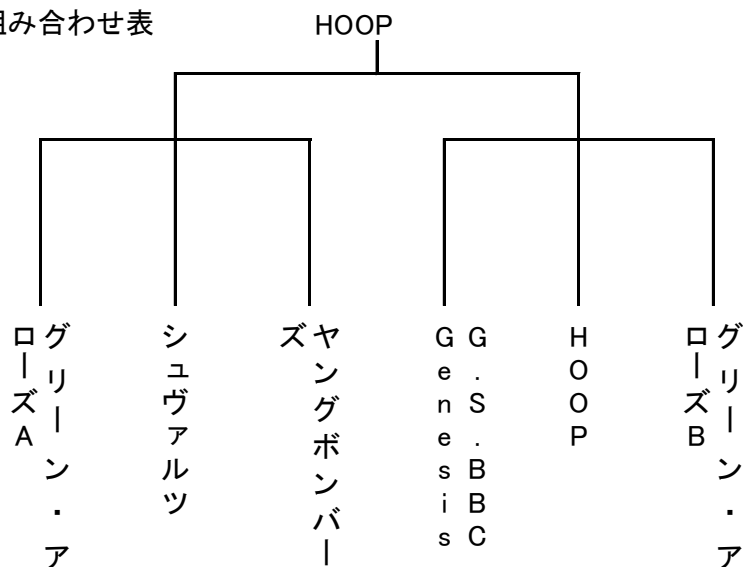 組み合わせ表
HOOP
グリーン・ア
ローズA
シュヴァルツ
ヤングボンバー
ズ
G.S.BBC
Genesis
HOOP
グリーン・ア
ローズB